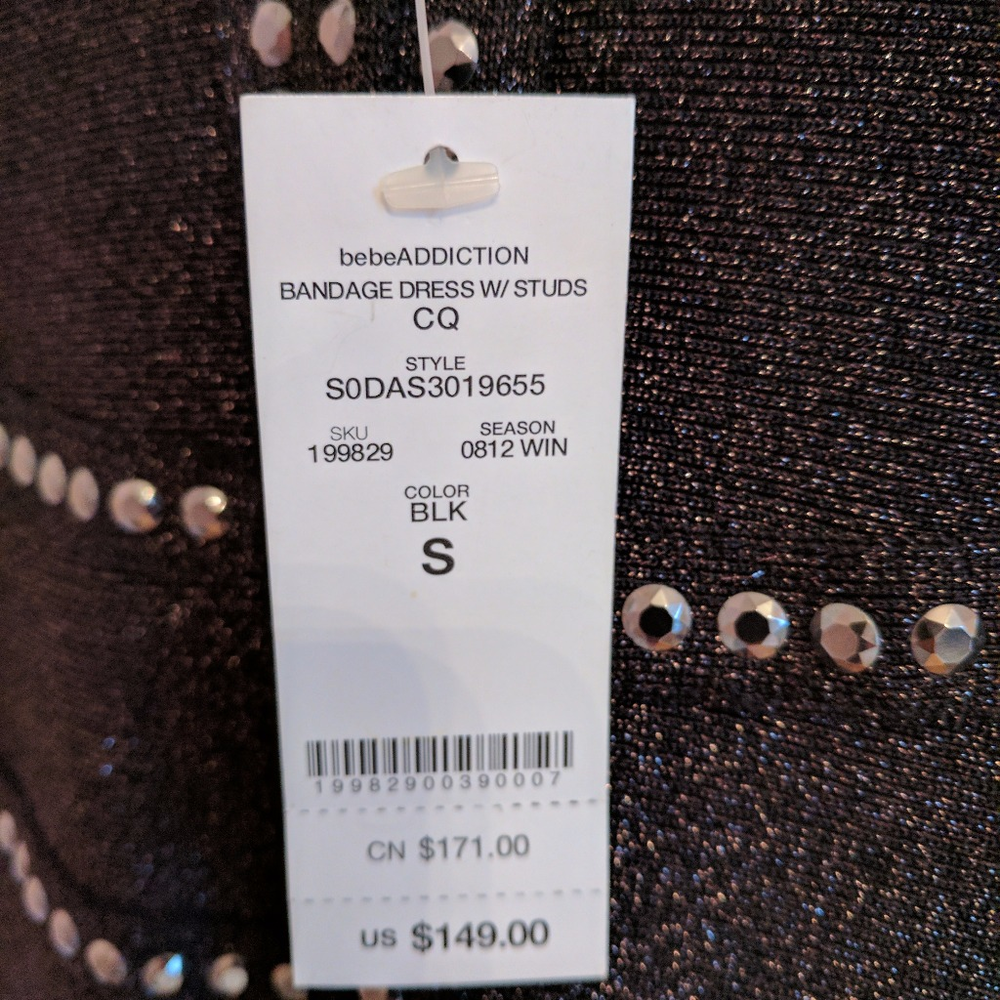 bebeADDICTION
BANDAGE DRESS W/ STUDS
CQ
STYLE
S0DAS3019655
SKU SEASON
199829 0812 WIN
COLOR
BLK
S
19982900390007
CN $171.00
US $149.00